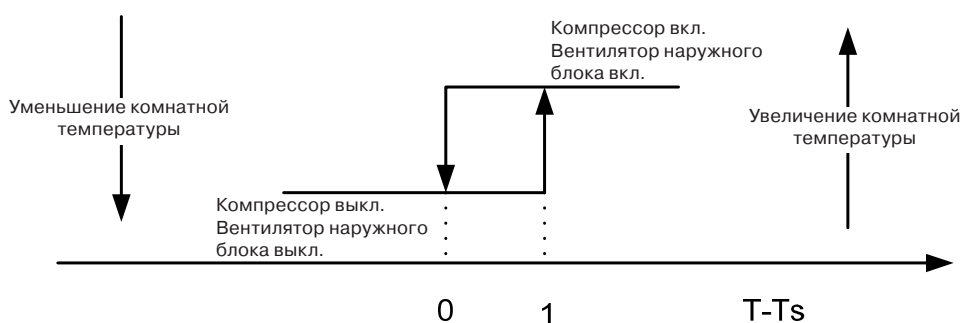 Компрессор вкл.
Вентилятор наружного
блока вкл.
Уменьшение комнатной
температуры
Увеличение комнатной
температуры
Компрессор выкл.
Вентилятор наружного
блока выкл.
0
1
T-Ts